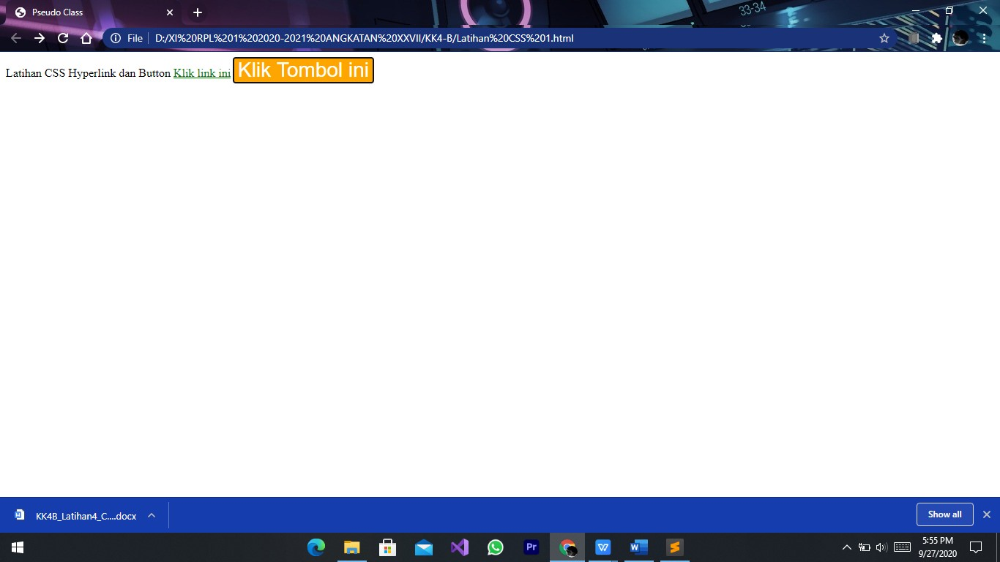 Pseudo Class
33-34
File
D:/XI%20RPL%201%202020-2021%20ANGKATAN%20XXVII/KK4-B/Latihan%20CSS%201.html
Latihan CSS Hyperlink dan Button Klik link ini Klik Tombol ini
KK4B_Latihan4_C....docx
Show all
Pr
W
5:55 PM
9/27/2020